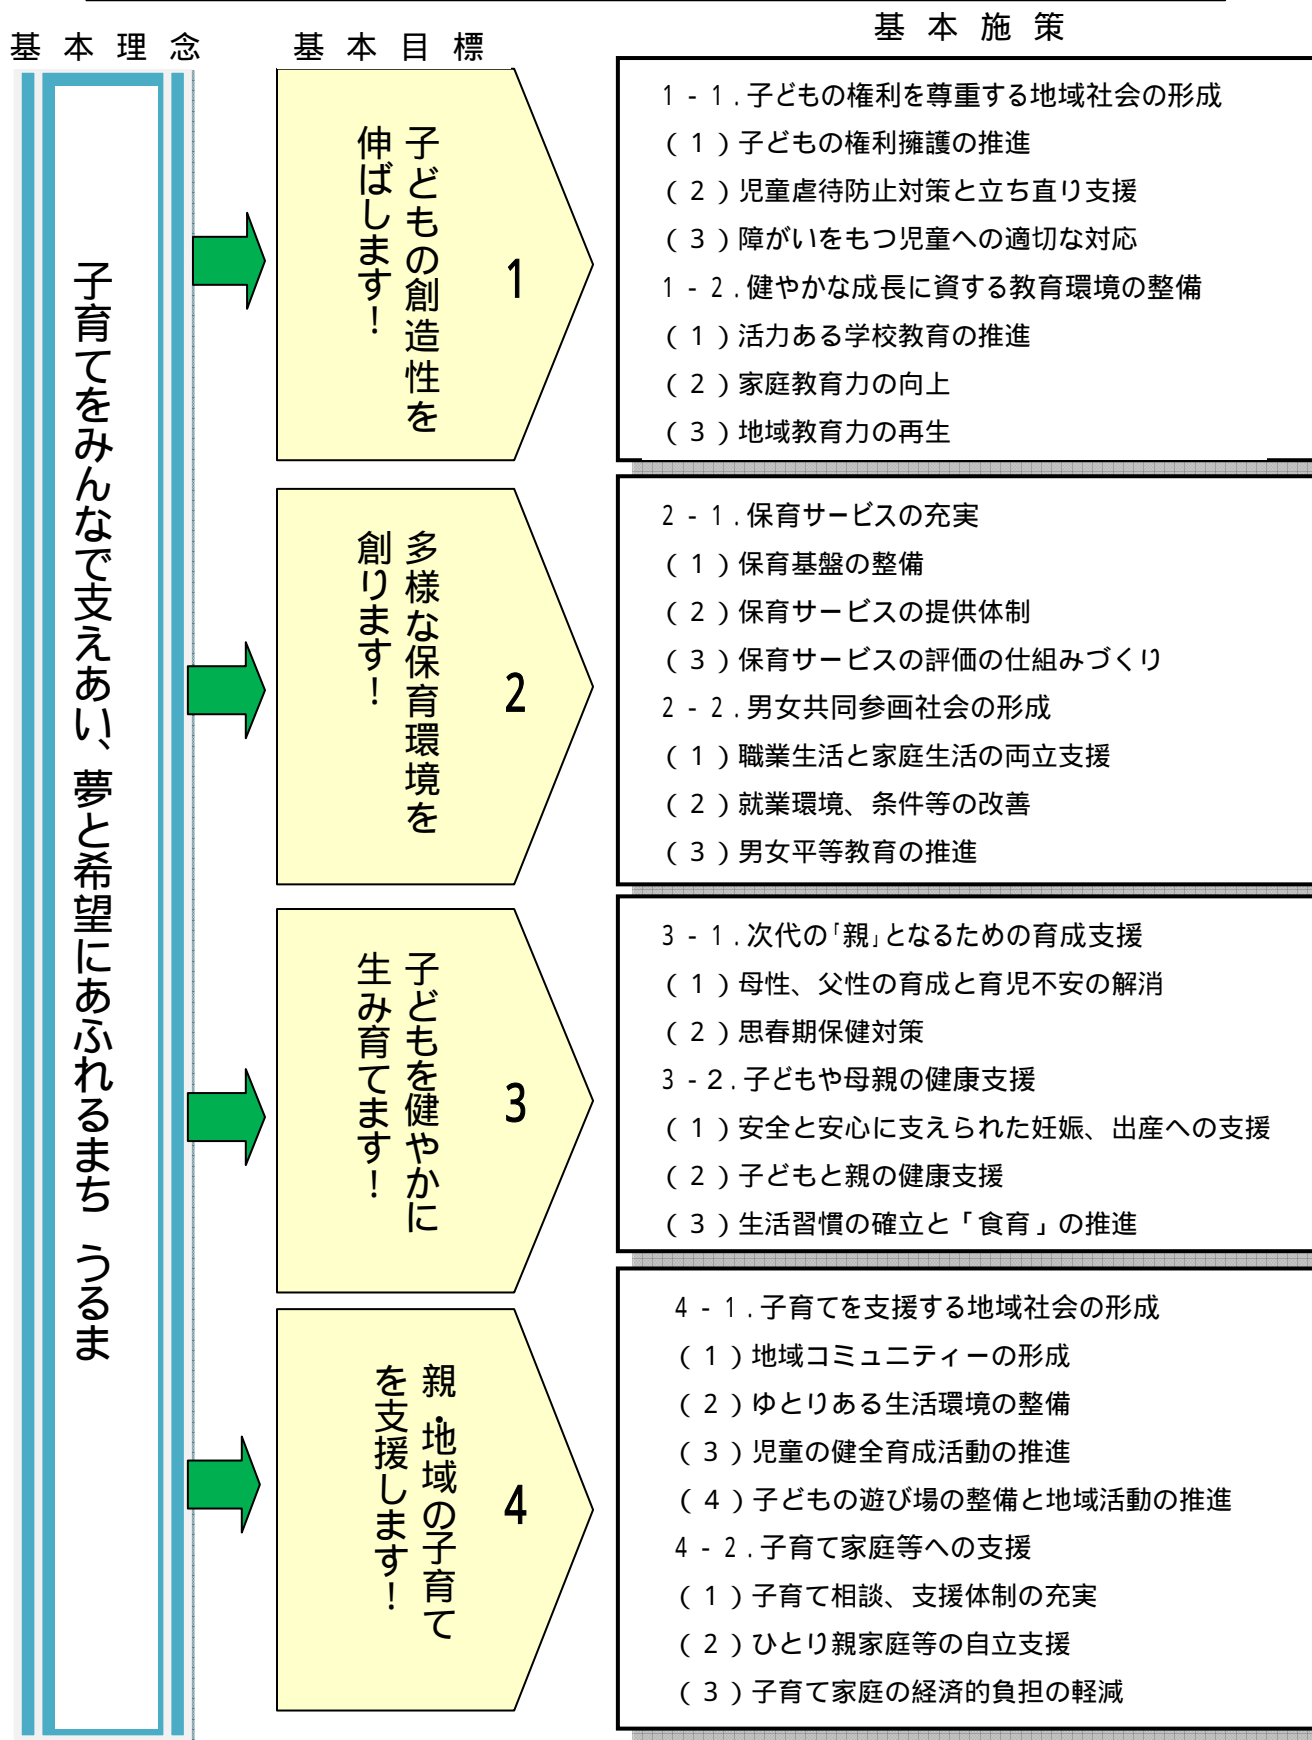 基本理念
基本目標
基本施策
子育てをみんなで支えあい、夢と希望にあふれるまち　うるま
子どもの創造性を
伸ばします！
1
1-1.子どもの権利を尊重する地域社会の形成
(1)子どもの権利擁護の推進
(2)児童虐待防止対策と立ち直り支援
(3)障がいをもつ児童への適切な対応
1-2.健やかな成長に資する教育環境の整備
(1)活力ある学校教育の推進
(2)家庭教育力の向上
(3)地域教育力の再生
多様な保育環境を
創ります！
2
2-1.保育サービスの充実
(1)保育基盤の整備
(2)保育サービスの提供体制
(3)保育サービスの評価の仕組みづくり
2-2.男女共同参画社会の形成
(1)職業生活と家庭生活の両立支援
(2)就業環境、条件等の改善
(3)男女平等教育の推進
子どもを健やかに
生み育てます！
3
3-1.次代の「親」となるための育成支援
(1)母性、父性の育成と育児不安の解消
(2)思春期保健対策
3-2.子どもや母親の健康支援
(1)安全と安心に支えられた妊娠、出産への支援
(2)子どもと親の健康支援
(3)生活習慣の確立と「食育」の推進
親・地域の子育て
を支援します！
4
4-1.子育てを支援する地域社会の形成
(1)地域コミュニティーの形成
(2)ゆとりある生活環境の整備
(3)児童の健全育成活動の推進
(4)子どもの遊び場の整備と地域活動の推進
4-2.子育て家庭等への支援
(1)子育て相談、支援体制の充実
(2)ひとり親家庭等の自立支援
(3)子育て家庭の経済的負担の軽減